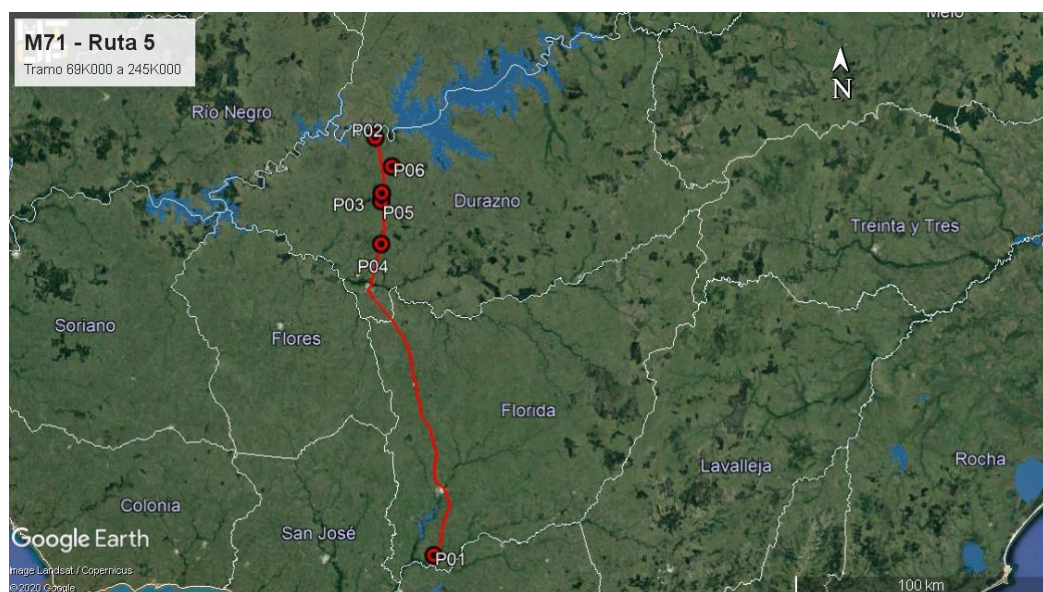 M71 - Ruta 5
Tramo 69K000 a 245K000
Melo
N
Río Negro
P02
P06
P03
P05
Durazno
Treinta y Tres
P04
Soriano
Flores
Florida
Lavalleja
Rocha
Colonia
San José
Google Earth
P01
Image Landsat / Copernicus
© 2020 Google
100 km